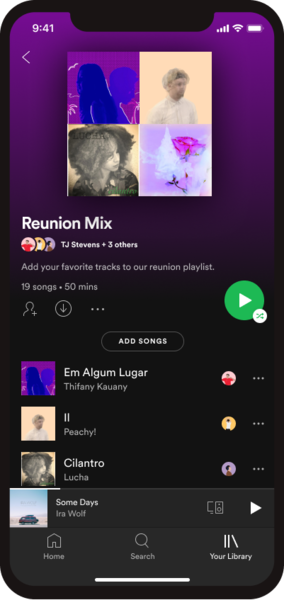 9:41
Reunion Mix
TJ Stevens + 3 others
Add your favorite tracks to our reunion playlist.
19 songs • 50 mins
ADD SONGS
Em Algum Lugar
Thifany Kauany
II
Peachy!
Cilantro
Lucha
Some Days
Ira Wolf
Home
Search
Your Library